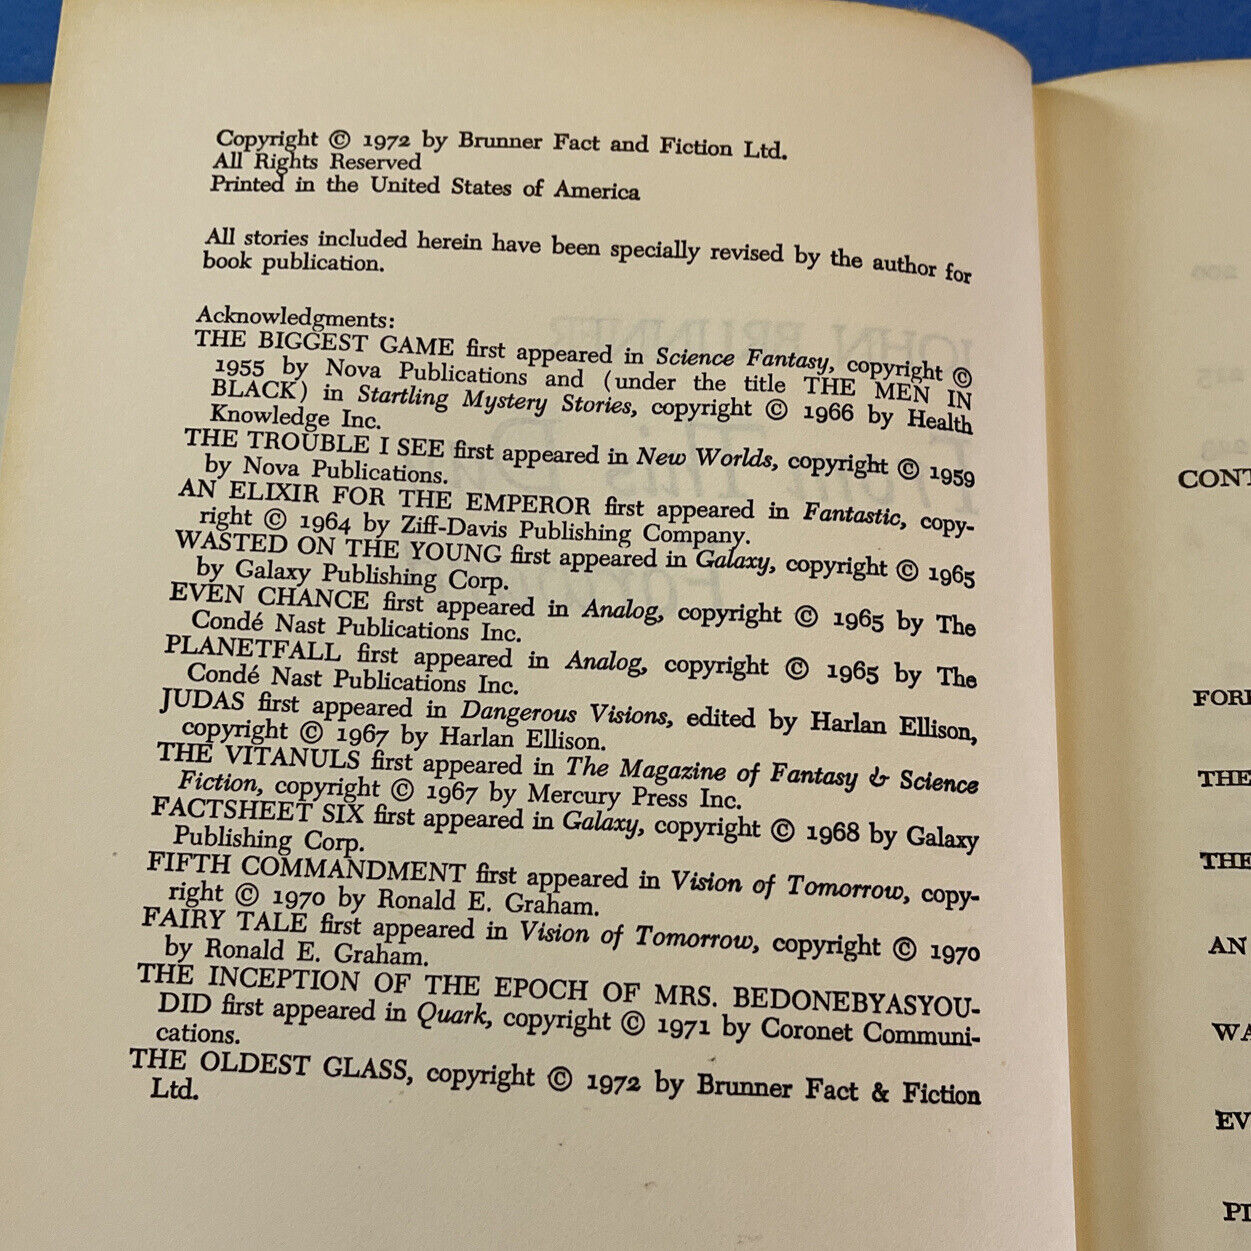 Copyright © 1972 by Brunner Fact and Fiction Ltd.
All Rights Reserved
Printed in the United States of America
All stories included herein have been specially revised by the author for
book publication.
Acknowledgments:
THE BIGGEST GAME first appeared in Science Fantasy, copyright ©
1955 by Nova Publications and (under the title THE MEN IN
BLACK) in Startling Mystery Stories, copyright © 1966 by Health
Knowledge Inc.
THE TROUBLE I SEE first appeared in New Worlds, copyright © 1959
by Nova Publications.
AN ELIXIR FOR THE EMPEROR first appeared in Fantastic, copy-
right © 1964 by Ziff-Davis Publishing Company.
WASTED ON THE YOUNG first appeared in Galaxy, copyright © 1965
by Galaxy Publishing Corp.
EVEN CHANCE first appeared in Analog, copyright © 1965 by The
Condé Nast Publications Inc.
PLANETFALL first appeared in Analog, copyright © 1965 by The
Condé Nast Publications Inc.
JUDAS first appeared in Dangerous Visions, edited by Harlan Ellison,
copyright © 1967 by Harlan Ellison.
THE VITANULS first appeared in The Magazine of Fantasy & Science
Fiction, copyright © 1967 by Mercury Press Inc.
FACTSHEET SIX first appeared in Galaxy, copyright © 1968 by Galaxy
Publishing Corp.
FIFTH COMMANDMENT first appeared in Vision of Tomorrow, copy-
right © 1970 by Ronald E. Graham.
FAIRY TALE first appeared in Vision of Tomorrow, copyright © 1970
by Ronald E. Graham.
THE INCEPTION OF THE EPOCH OF MRS. BEDONEBYASYOU-
DID first appeared in Quark, copyright © 1971 by Coronet Communi-
cations.
THE OLDEST GLASS, copyright © 1972 by Brunner Fact & Fiction
Ltd.
CONT
FOR
THE
THE
AN
WA
EV